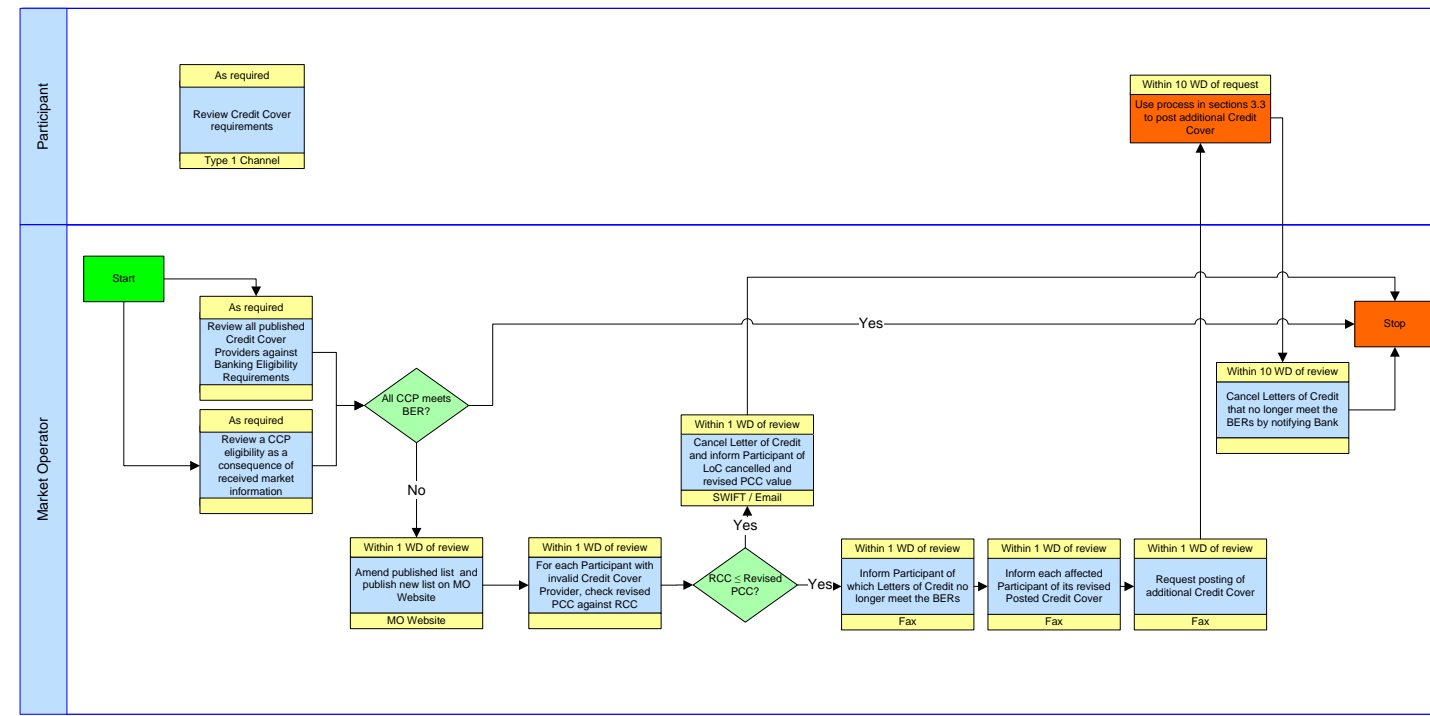 Participant
As required
Review Credit Cover
requirements
Type 1 Channel
Within 10 WD of request
Use process in sections 3.3
to post additional Credit
Cover
Market Operator
Start
As required
Review all published
Credit Cover
Providers against
Banking Eligibility
Requirements
As required
Review a CCP
eligibility as a
consequence of
received market
information
All CCP meets
BER?
Yes
No
Stop
Within 10 WD of review
Cancel Letters of Credit
that no longer meet the
BERs by notifying Bank
Within 1 WD of review
Cancel Letter of Credit
and inform Participant of
LoC cancelled and
revised PCC value
SWIFT / Email
Yes
Within 1 WD of review
Amend published list and
publish new list on MO
Website
MO Website
Within 1 WD of review
For each Participant with
invalid Credit Cover
Provider, check revised
PCC against RCC
RCC ≤ Revised
PCC?
Yes
Within 1 WD of review
Inform Participant of
which Letters of Credit no
longer meet the BERs
Fax
Within 1 WD of review
Inform each affected
Participant of its revised
Posted Credit Cover
Fax
Within 1 WD of review
Request posting of
additional Credit Cover
Fax